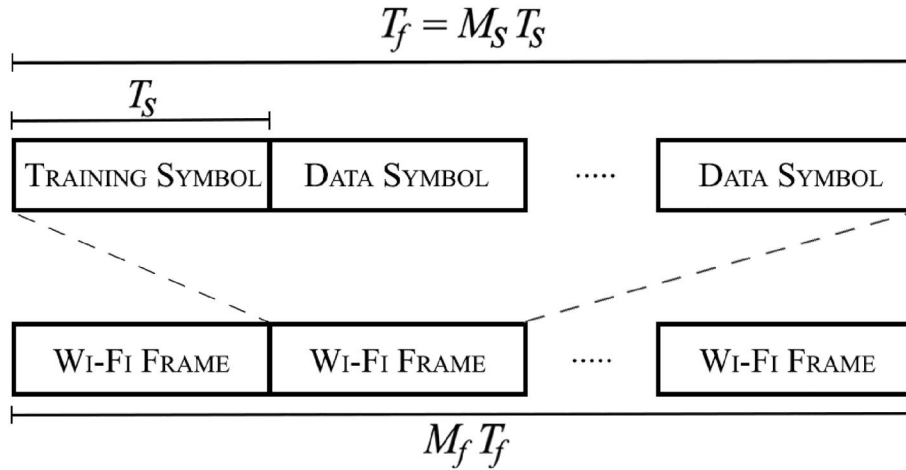 T_f = M_s T_s
T_s
TRAINING SYMBOL DATA SYMBOL ..... DATA SYMBOL
WI-FI FRAME WI-FI FRAME ..... WI-FI FRAME
M_f T_f